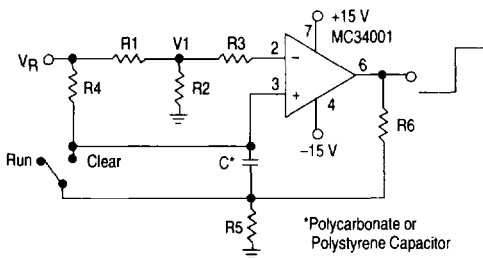 +15 V
MC34001
VR
R1
V1
R3
2
7
6
R4
R2
3
4
R6
–15 V
Run
Clear
C*
R5
*Polycarbonate or
Polystyrene Capacitor